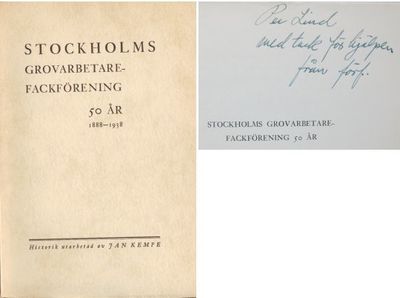 STOCKHOLMS
GROVARBETARE-
FACKFÖRENING
50 ÅR
1888—1938
Historik utarbetad av JAN KEMPE
Per Lind
med tack för hjälpen
från förf.
STOCKHOLMS GROVARBETARE-
FACKFÖRENING 50 ÅR